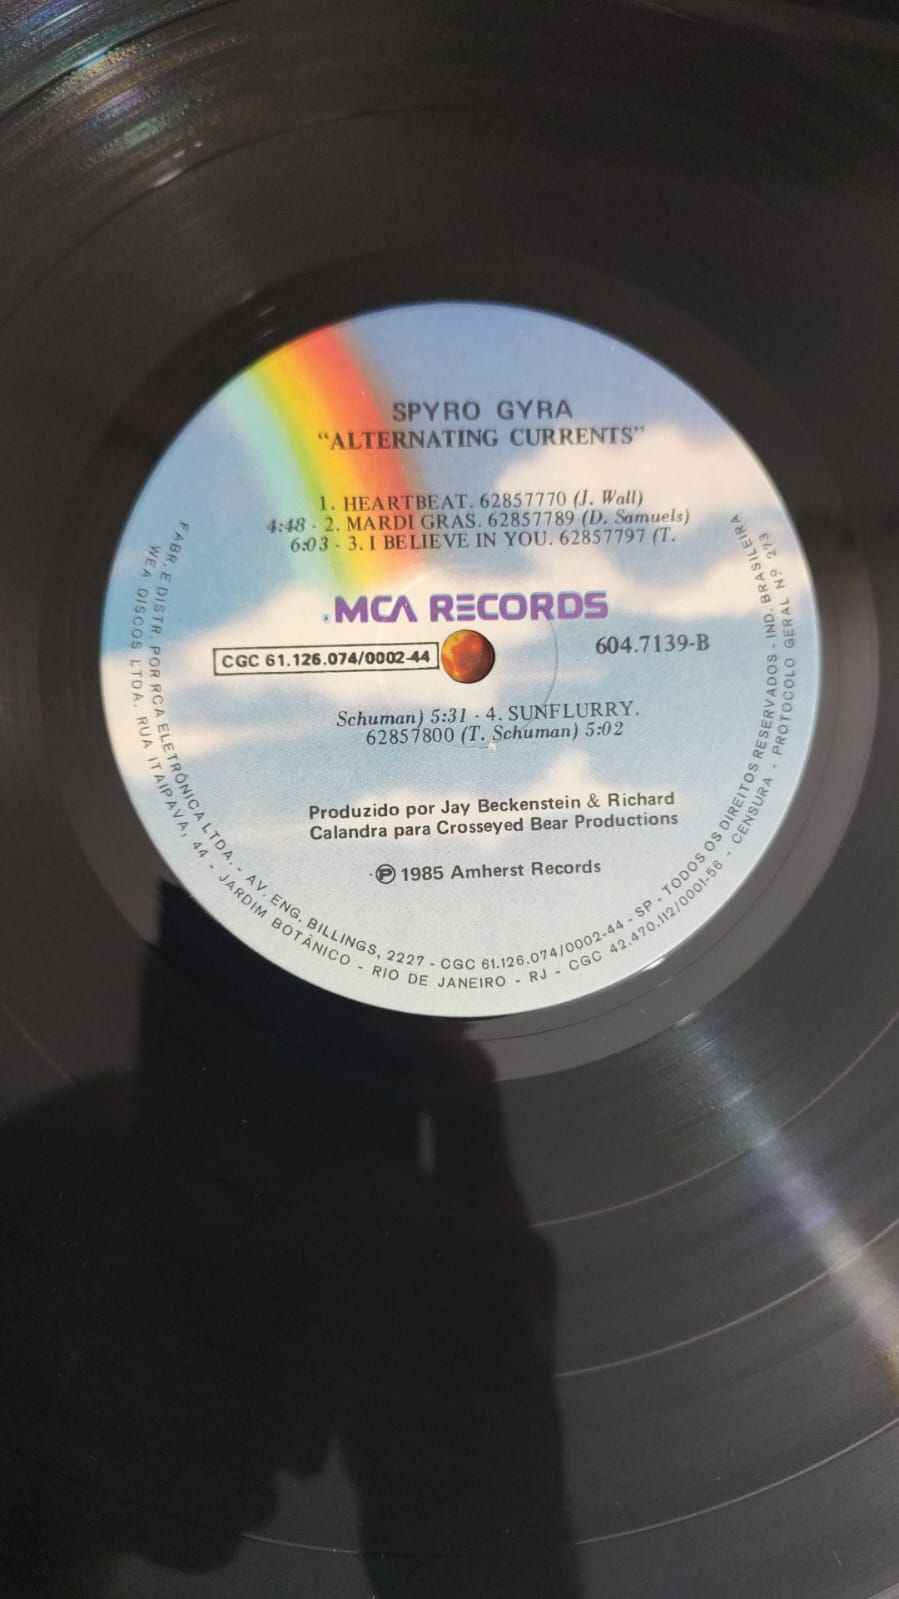 SPYRO GYRA
“ALTERNATING CURRENTS”
1. HEARTBEAT. 62857770 (J. Wall)
4:48 - 2. MARDI GRAS. 62857789 (D. Samuels)
6:03 - 3. I BELIEVE IN YOU. 62857797 (T.
MCA RECORDS
CGC 61.126.074/0002-44
604.7139-B
Schuman) 5:31 - 4. SUNFLURRY.
62857800 (T. Schuman) 5:02
Produzido por Jay Beckenstein & Richard
Calandra para Crosseyed Bear Productions
℗ 1985 Amherst Records
FABR. E DISTR. POR RCA ELETRÔNICA LTDA. - AV. ENG. BILLINGS, 2227 - CGC 61.126.074/0002-44 - SP - TODOS OS DIREITOS RESERVADOS - IND. BRASILEIRA
WEA DISCOS LTDA. RUA ITAIPAVA, 44 - JARDIM BOTÂNICO - RIO DE JANEIRO - RJ - CGC 42.470.112/0001-56 - CENSURA - PROTOCOLO GERAL Nº 273